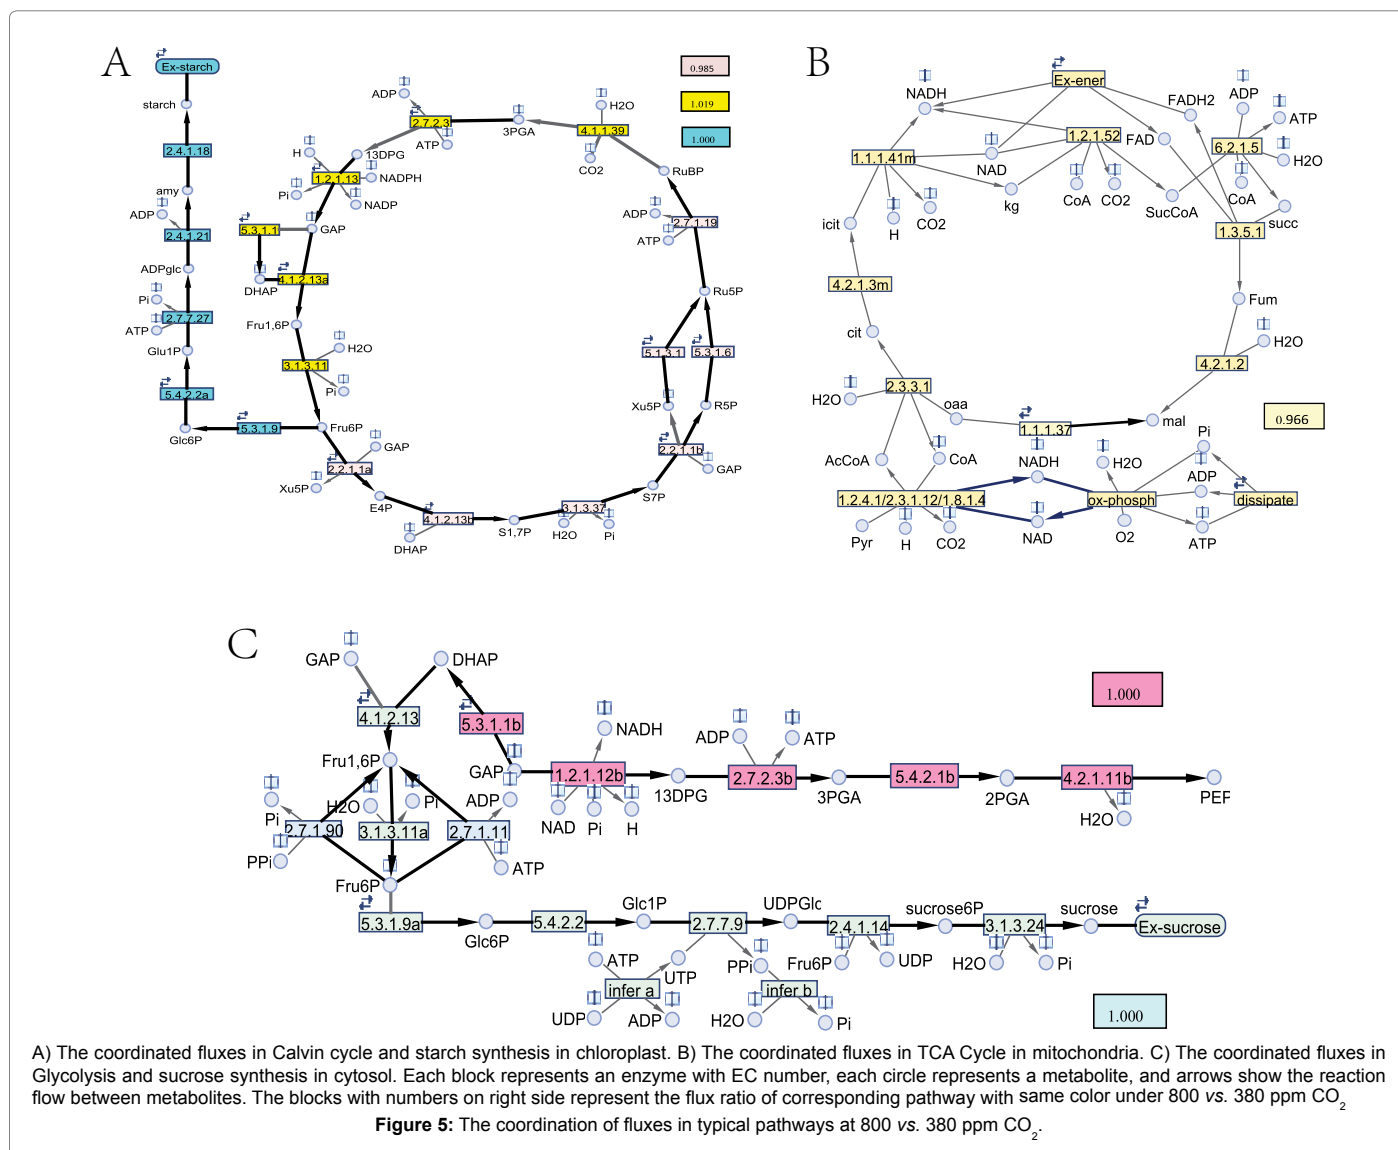 A
Ex-starch
starch
2.4.1.18
amy
ADP
2.4.1.21
ADPglc
Pi
2.7.7.27
ATP
Glu1P
5.4.2.2a
Glc6P
5.3.1.9
Fru6P
ADP
2.7.2.3
ATP
3PGA
H2O
4.1.1.39
CO2
RuBP
13DPG
H
1.2.1.13
NADPH
Pi
NADP
5.3.1.1
GAP
DHAP
4.1.2.13a
Fru1,6P
H2O
3.1.3.11
Pi
GAP
2.2.1.1a
Xu5P
E4P
4.1.2.13b
DHAP
S1,7P
3.1.3.37
H2O
Pi
S7P
2.2.1.1b
GAP
Xu5P
R5P
5.1.3.1
5.3.1.6
Ru5P
ADP
2.7.1.19
ATP
0.985
1.019
1.000
B
NADH
Ex-ener
FADH2
ADP
ATP
1.2.1.52
FAD
6.2.1.5
H2O
1.1.1.41m
NAD
kg
CoA
CO2
SucCoA
CoA
succ
icit
H
CO2
1.3.5.1
4.2.1.3m
Fum
cit
H2O
4.2.1.2
2.3.3.1
H2O
oaa
1.1.1.37
mal
0.966
AcCoA
CoA
NADH
H2O
Pi
ADP
1.2.4.1/2.3.1.12/1.8.1.4
ox-phosph
dissipate
Pyr
H
CO2
NAD
O2
ATP
C
GAP
DHAP
4.1.2.13
5.3.1.1b
NADH
ADP
ATP
1.000
Fru1,6P
GAP
1.2.1.12b
13DPG
2.7.2.3b
3PGA
5.4.2.1b
2PGA
4.2.1.11b
PEP
NAD
Pi
H
H2O
Pi
H2O
Pi
ADP
2.7.1.90
3.1.3.11a
2.7.1.11
PPi
ATP
Fru6P
5.3.1.9a
Glc6P
5.4.2.2
Glc1P
2.7.7.9
UDPGlc
2.4.1.14
sucrose6P
3.1.3.24
sucrose
Ex-sucrose
ATP
UTP
PPi
Fru6P
UDP
H2O
Pi
infer a
infer b
UDP
ADP
H2O
Pi
1.000
A) The coordinated fluxes in Calvin cycle and starch synthesis in chloroplast. B) The coordinated fluxes in TCA Cycle in mitochondria. C) The coordinated fluxes in
Glycolysis and sucrose synthesis in cytosol. Each block represents an enzyme with EC number, each circle represents a metabolite, and arrows show the reaction
flow between metabolites. The blocks with numbers on right side represent the flux ratio of corresponding pathway with same color under 800 vs. 380 ppm CO2
Figure 5: The coordination of fluxes in typical pathways at 800 vs. 380 ppm CO2.